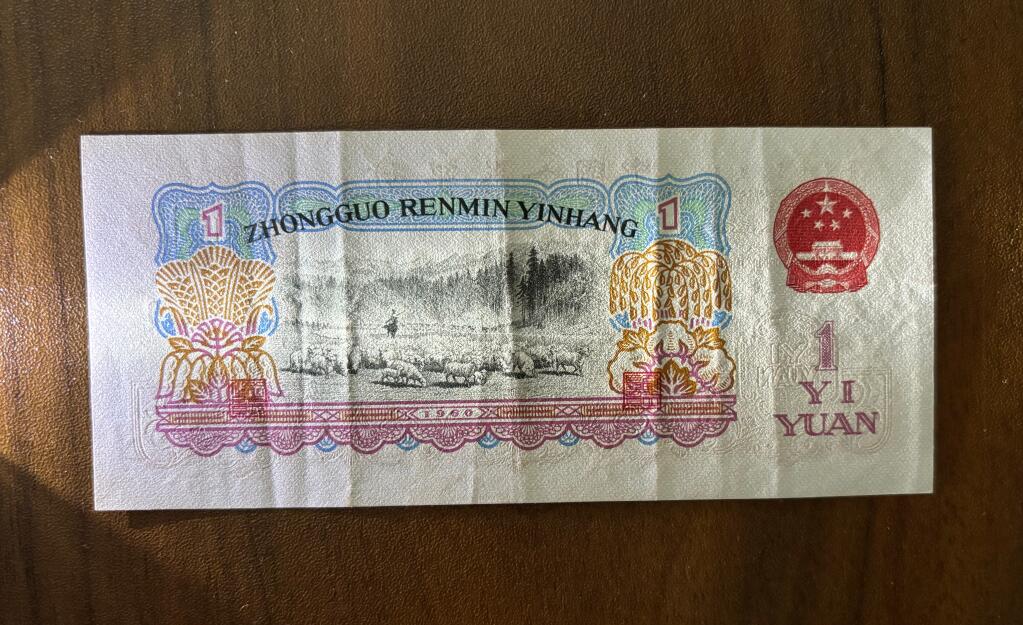 1
1
ZHONGGUO RENMIN YINHANG
1960
1
YI
YUAN